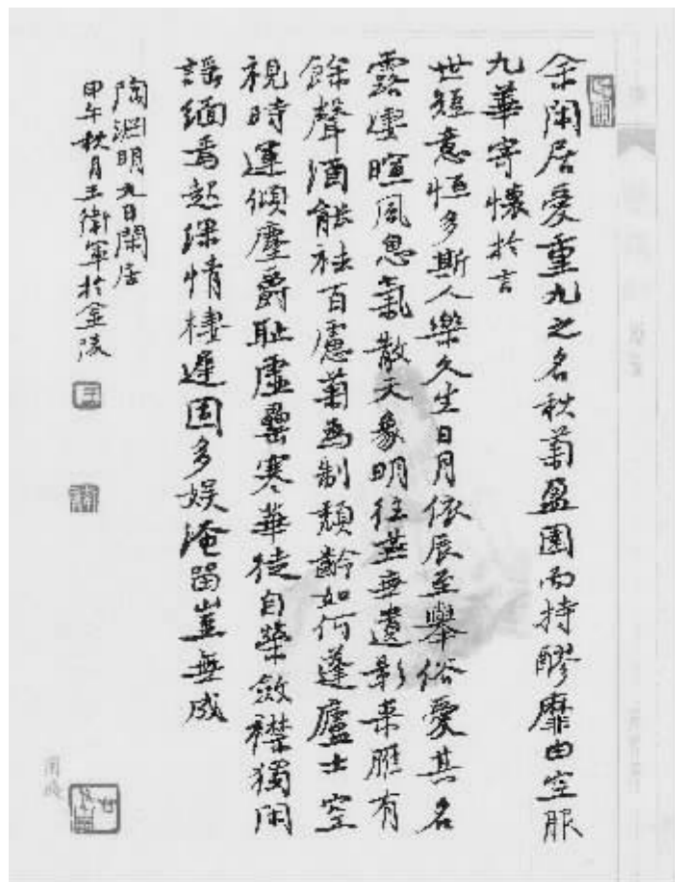 余閑居愛重九之名秋菊盈園而持醪靡由空服
九華寄懷於言
世短意恒多斯人樂久生日月依辰至舉俗愛其名
露凄暄風息氣散天象明往燕無遺影来雁有
餘聲酒能祛百慮菊為制頹齡如何蓬廬士空
視時運傾塵爵恥虛罍寒華徒自榮斂襟獨閑
謠緬焉起深情棲遲固多娱淹留豈無成
陶淵明九日閑居
甲午秋月王衛軍於金陵